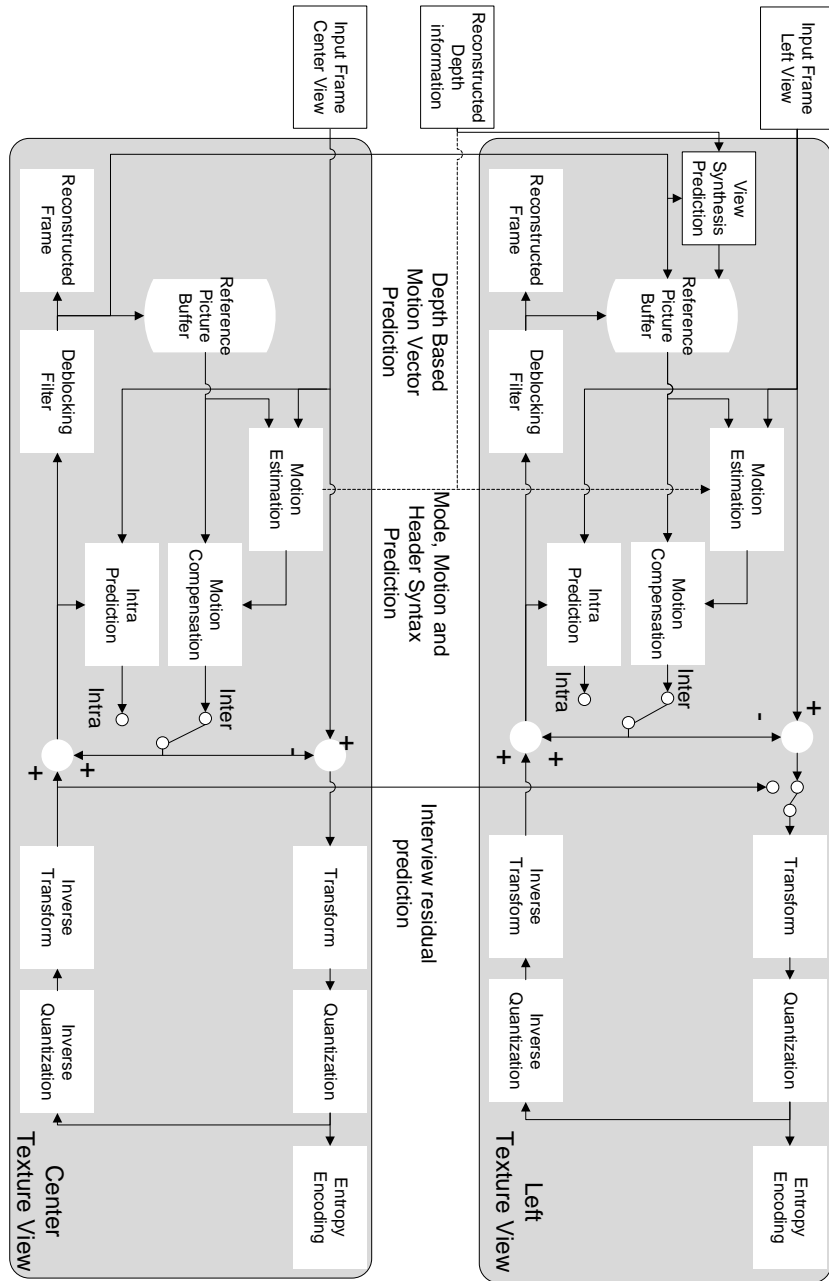 Input Frame
Left View
View
Synthesis
Prediction
Reference
Picture
Buffer
Reconstructed
Frame
Deblocking
Filter
Motion
Estimation
Motion
Compensation
Intra
Prediction
Inter
Intra
+
-
+
+
Transform
Quantization
Entropy
Encoding
Inverse
Transform
Inverse
Quantization
Left
Texture View
Reconstructed
Depth
information
Depth Based
Motion Vector
Prediction
Mode, Motion and
Header Syntax
Prediction
Interview residual
prediction
Input Frame
Center View
Reference
Picture
Buffer
Reconstructed
Frame
Deblocking
Filter
Motion
Estimation
Motion
Compensation
Intra
Prediction
Inter
Intra
+
-
+
+
Transform
Quantization
Entropy
Encoding
Inverse
Transform
Inverse
Quantization
Center
Texture View